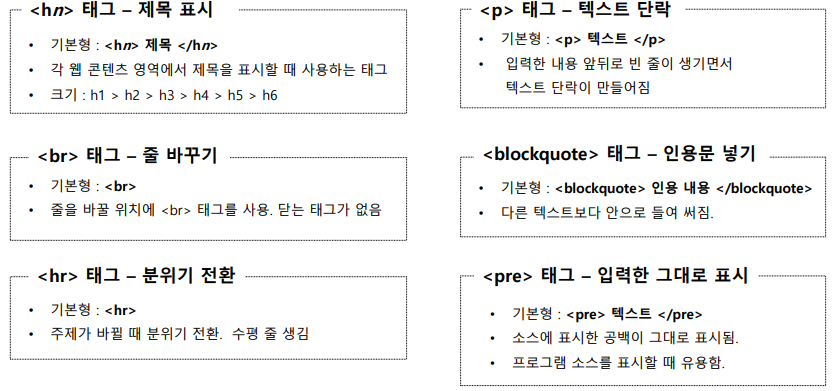 <hn> 태그 – 제목 표시
• 기본형 : <hn> 제목 </hn>
• 각 웹 콘텐츠 영역에서 제목을 표시할 때 사용하는 태그
• 크기 : h1 > h2 > h3 > h4 > h5 > h6
<p> 태그 – 텍스트 단락
• 기본형 : <p> 텍스트 </p>
• 입력한 내용 앞뒤로 빈 줄이 생기면서
텍스트 단락이 만들어짐
<br> 태그 – 줄 바꾸기
• 기본형 : <br>
• 줄을 바꿀 위치에 <br> 태그를 사용. 닫는 태그가 없음
<blockquote> 태그 – 인용문 넣기
• 기본형 : <blockquote> 인용 내용 </blockquote>
• 다른 텍스트보다 안으로 들여 써짐.
<hr> 태그 – 분위기 전환
• 기본형 : <hr>
• 주제가 바뀔 때 분위기 전환. 수평 줄 생김
<pre> 태그 – 입력한 그대로 표시
• 기본형 : <pre> 텍스트 </pre>
• 소스에 표시한 공백이 그대로 표시됨.
• 프로그램 소스를 표시할 때 유용함.